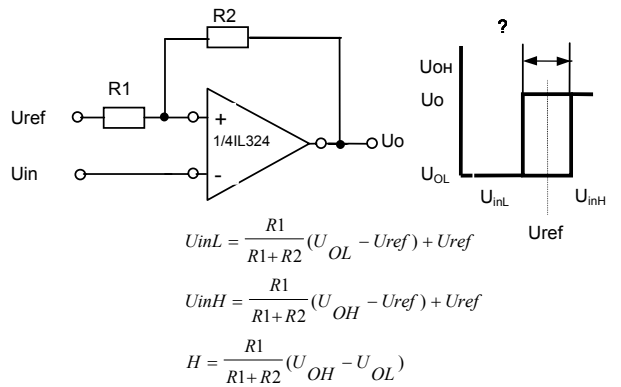 R2
?
R1
Uref
+
1/4IL324
Uo
Uin
-
UOH
Uo
UOL
UinL
UinH
Uref
UinL = R1/(R1+R2) (UOL − Uref) + Uref
UinH = R1/(R1+R2) (UOH − Uref) + Uref
H = R1/(R1+R2) (UOH − UOL)